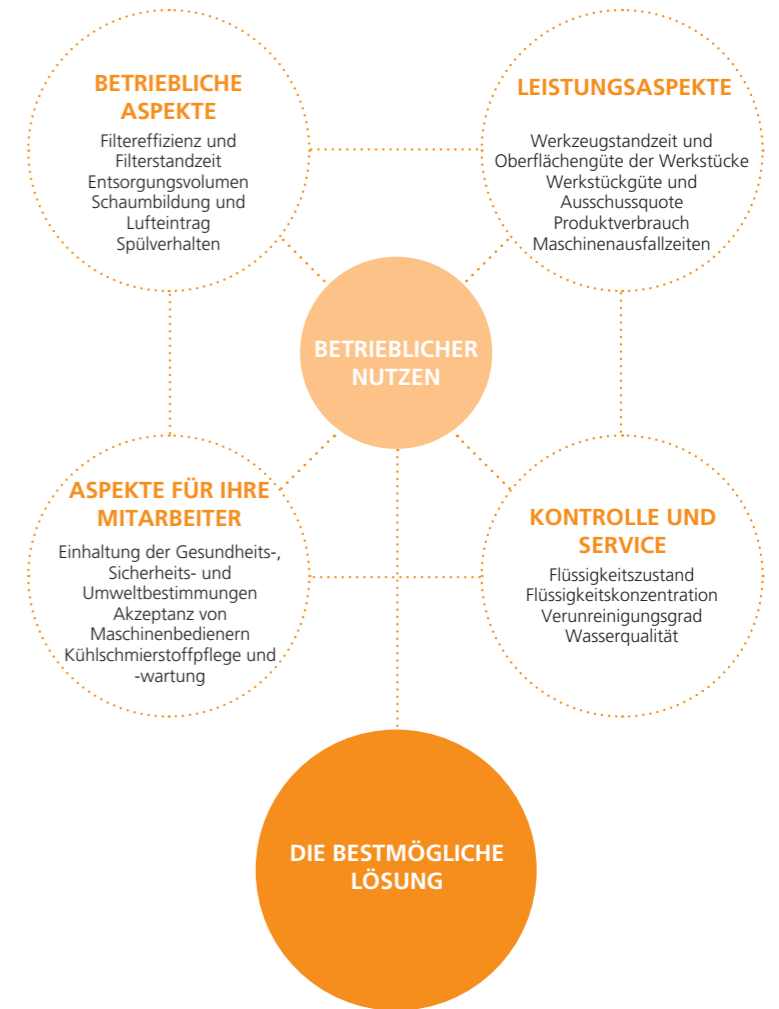 BETRIEBLICHE
ASPEKTE
Filtereffizienz und
Filterstandzeit
Entsorgungsvolumen
Schaumbildung und
Lufteintrag
Spülverhalten
LEISTUNGSASPEKTE
Werkzeugstandzeit und
Oberflächengüte der Werkstücke
Werkstückgüte und
Ausschussquote
Produktverbrauch
Maschinenausfallzeiten
BETRIEBLICHER
NUTZEN
ASPEKTE FÜR IHRE
MITARBEITER
Einhaltung der Gesundheits-,
Sicherheits- und
Umweltbestimmungen
Akzeptanz von
Maschinenbedienern
Kühlschmierstoffpflege und
-wartung
KONTROLLE UND
SERVICE
Flüssigkeitszustand
Flüssigkeitskonzentration
Verunreinigungsgrad
Wasserqualität
DIE BESTMÖGLICHE
LÖSUNG